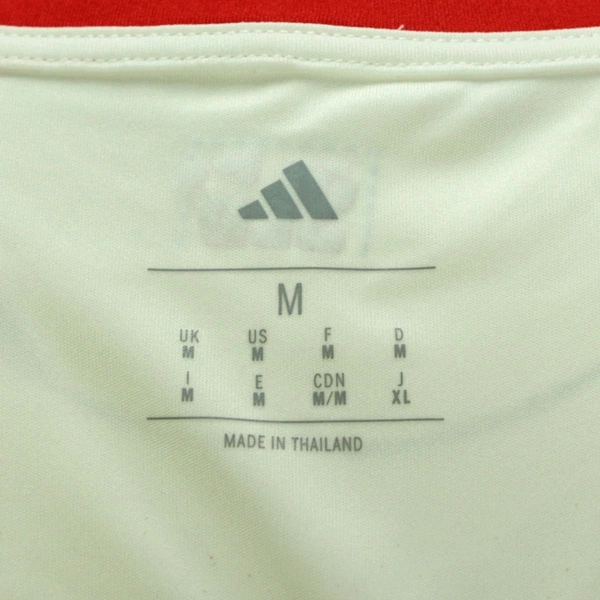 M
UK US F D
M M M M
I E CDN J
M M M/M XL
MADE IN THAILAND